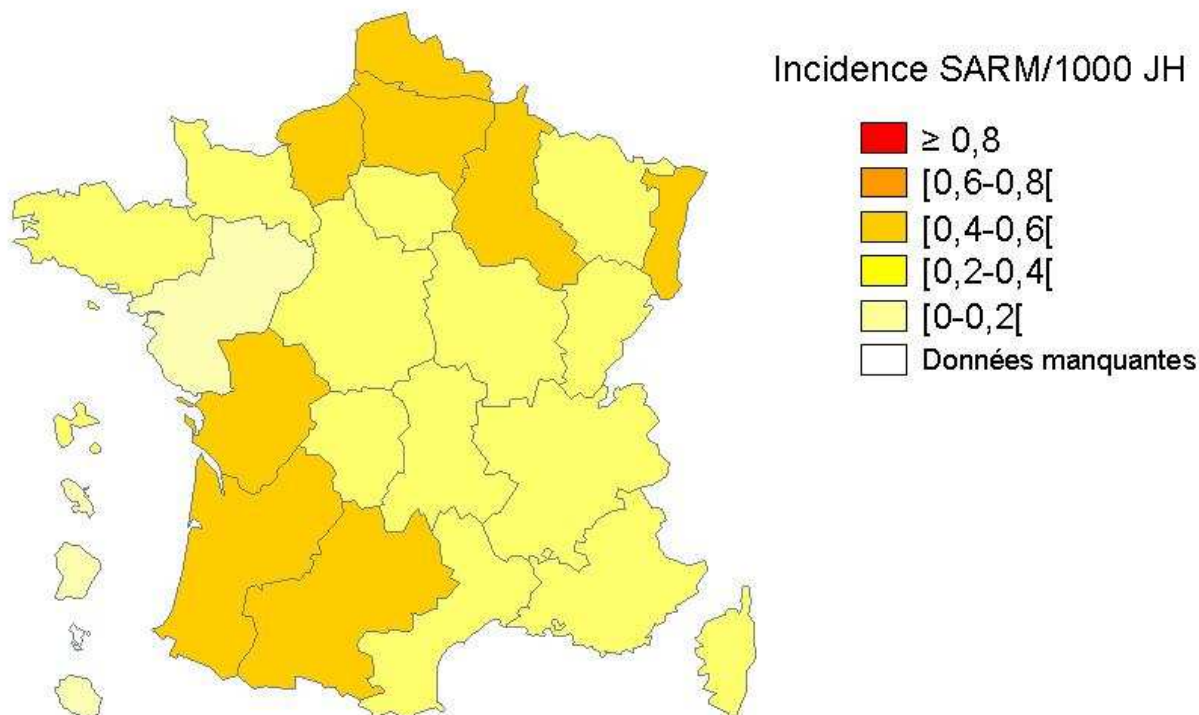 Incidence SARM/1000 JH
≥ 0,8
[0,6-0,8[
[0,4-0,6[
[0,2-0,4[
[0-0,2[
Données manquantes